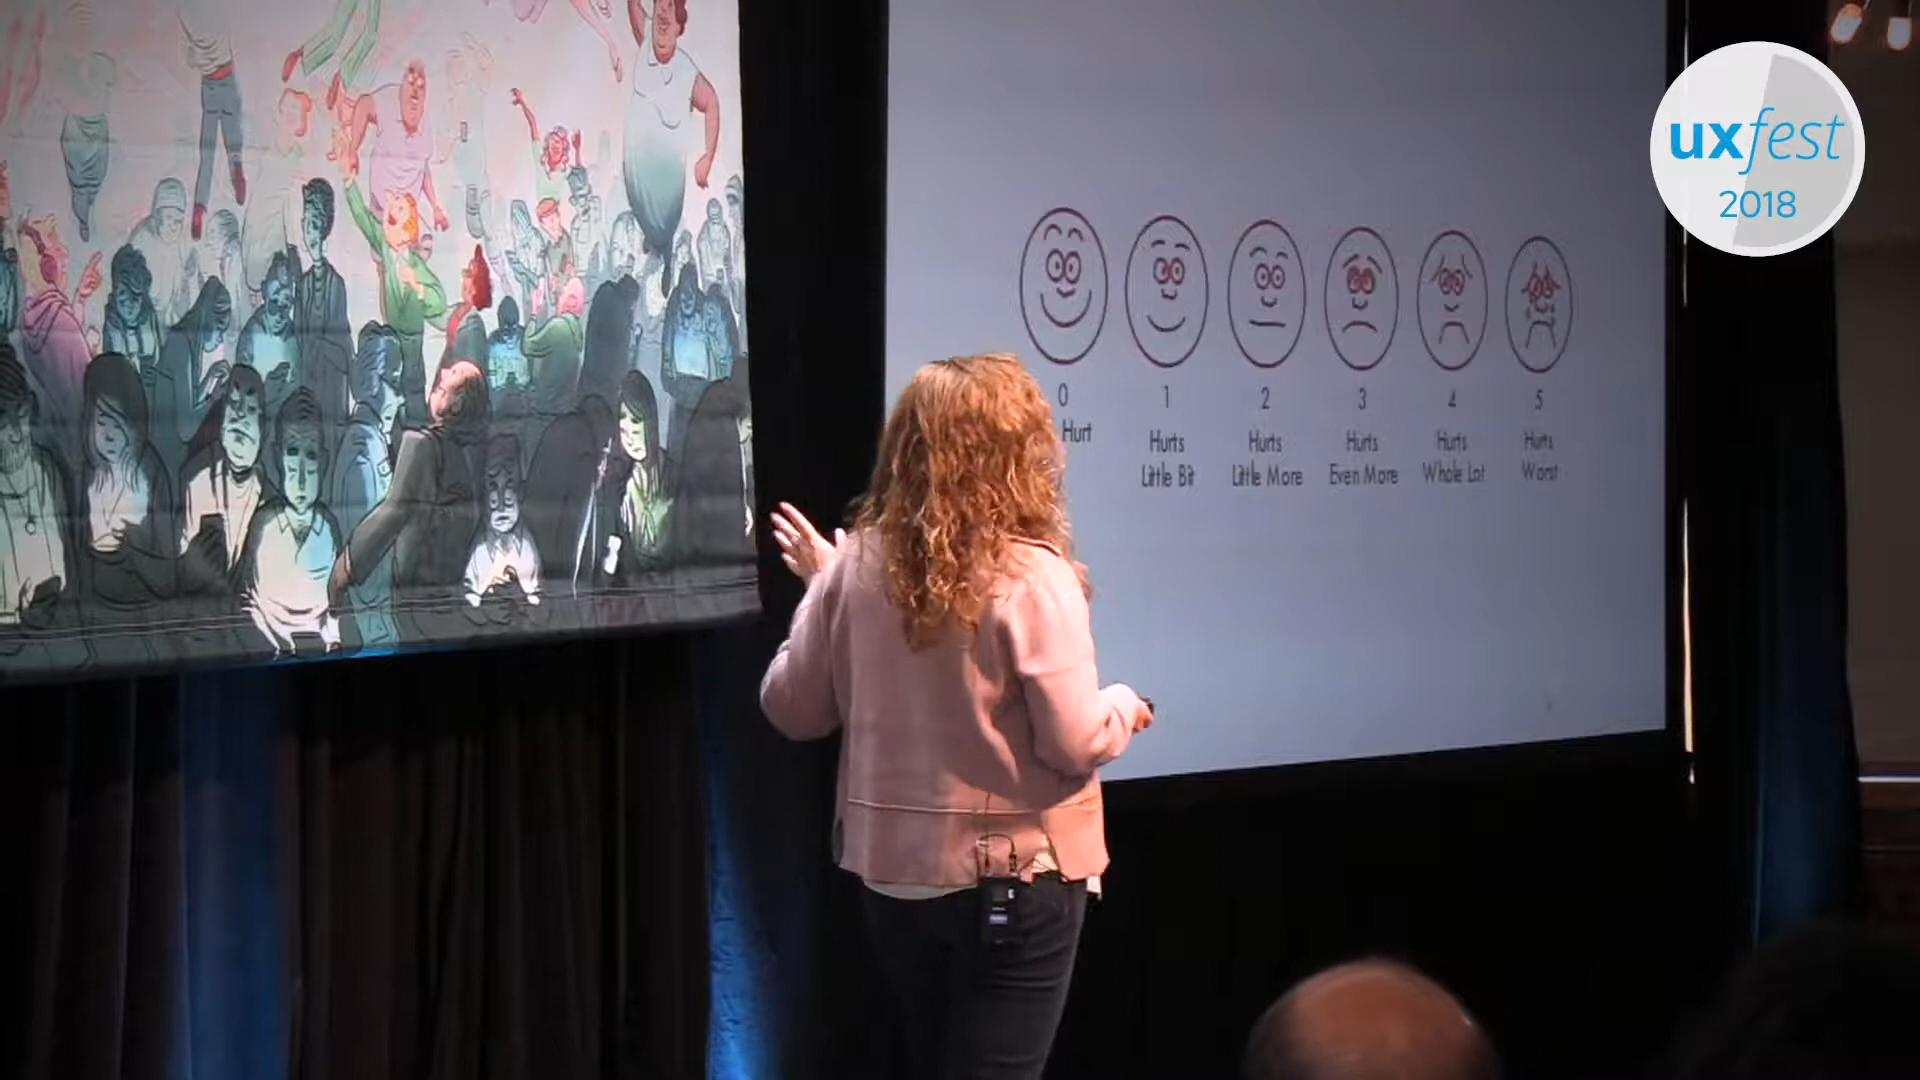 uxfest
2018
0
1
2
3
4
5
Hurt
Hurts
Little Bit
Hurts
Little More
Hurts
Even More
Hurts
Whole Lot
Hurts
Worst